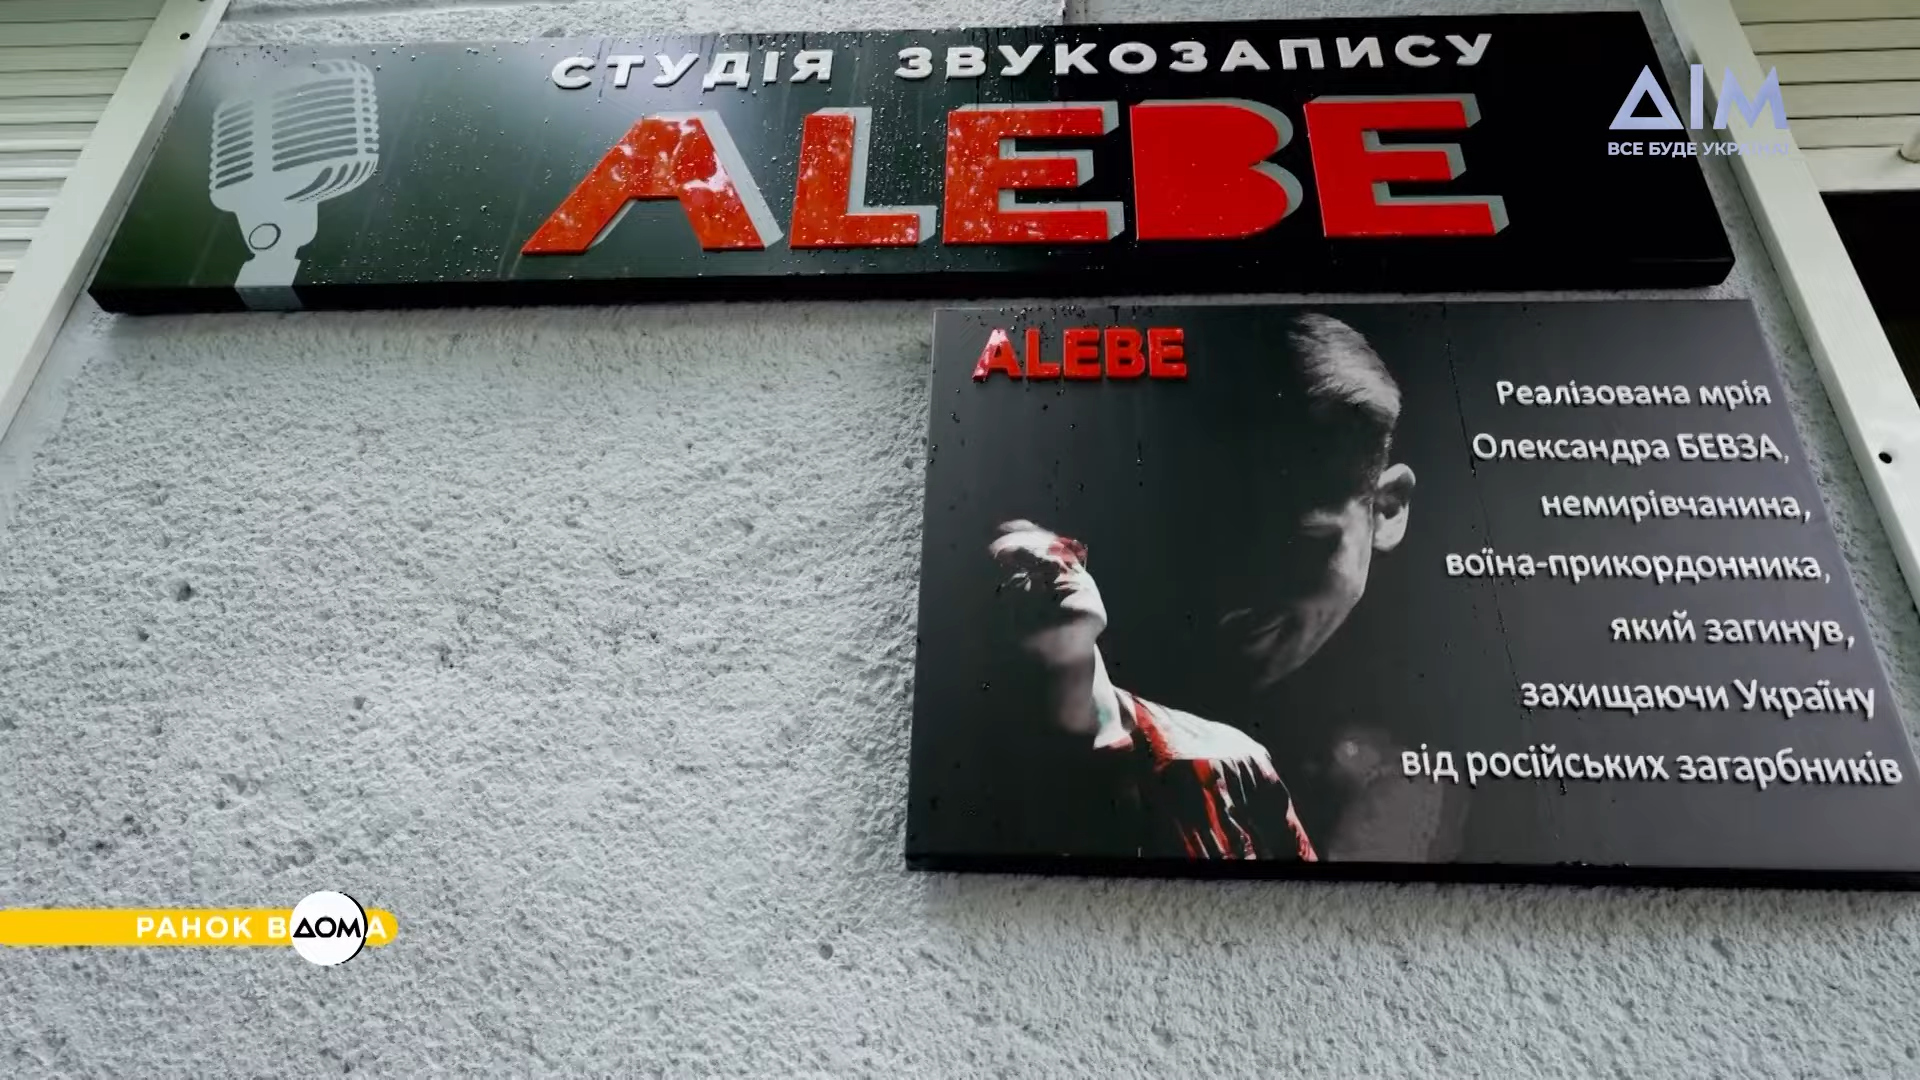 СТУДІЯ ЗВУКОЗАПИСУ
ALEBE
ДІМ
ВСЕ БУДЕ УКРАЇНА!
ALEBE
Реалізована мрія
Олександра БЕВЗА,
немирівчанина,
воїна-прикордонника,
який загинув,
захищаючи Україну
від російських загарбників
РАНОК В
ДОМ
А